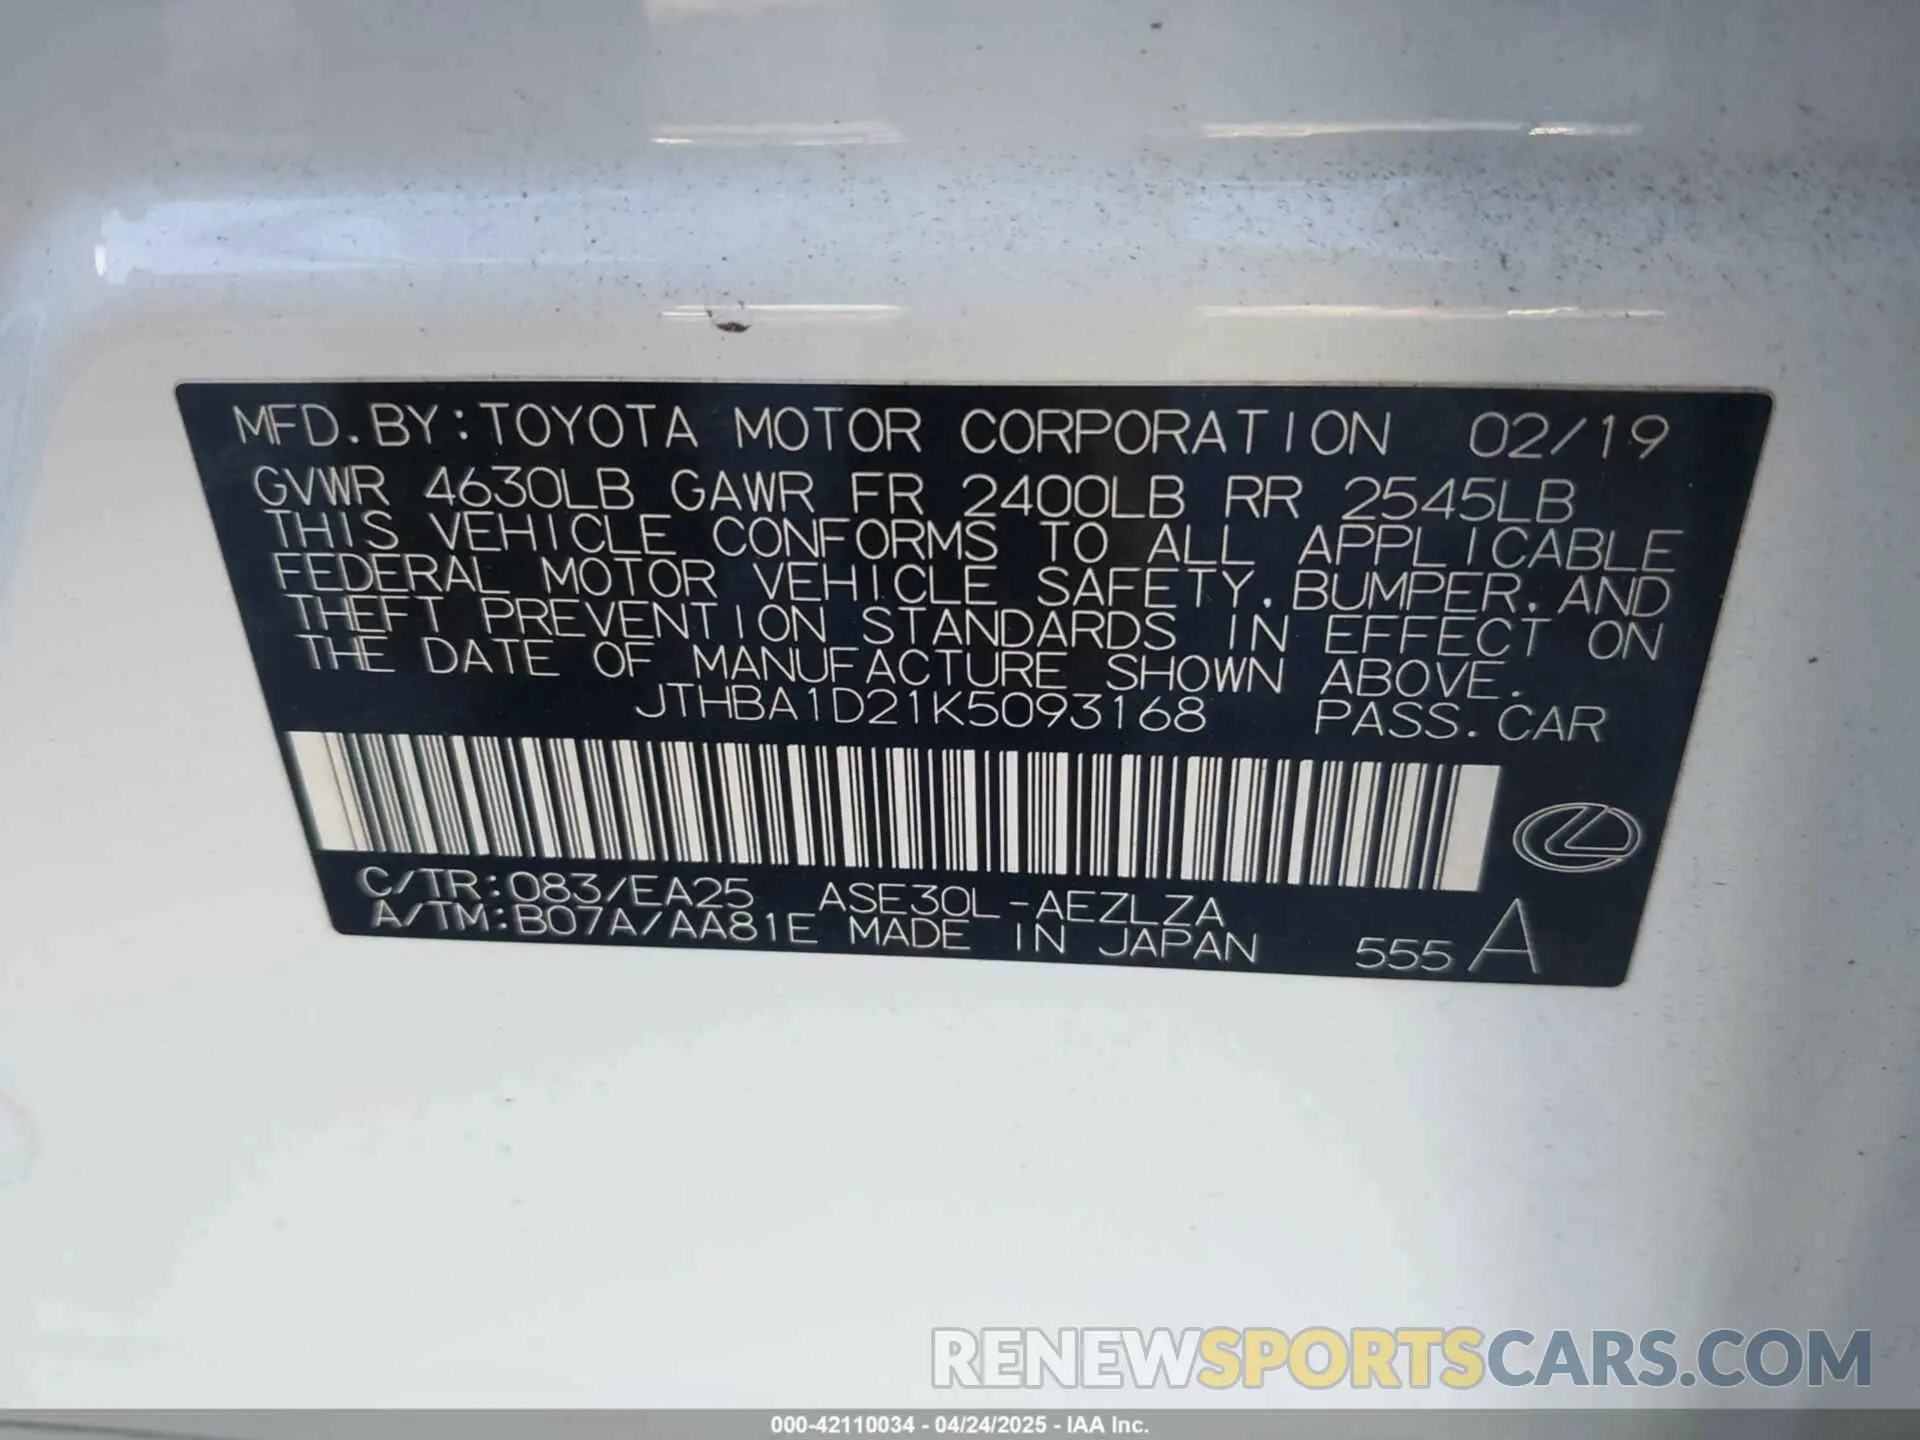 MFD.BY:TOYOTA MOTOR CORPORATION 02/19
GVWR 4630LB GAWR FR 2400LB RR 2545LB
THIS VEHICLE CONFORMS TO ALL APPLICABLE
FEDERAL MOTOR VEHICLE SAFETY, BUMPER, AND
THEFT PREVENTION STANDARDS IN EFFECT ON
THE DATE OF MANUFACTURE SHOWN ABOVE.
JTHBA1D21K5093168 PASS.CAR
C/TR:083/EA25 ASE30L-AEZLZA
A/TM:B07A/AA81E MADE IN JAPAN 555 A
RENEWSPORTSCARS.COM
000-42110034 - 04/24/2025 - IAA Inc.